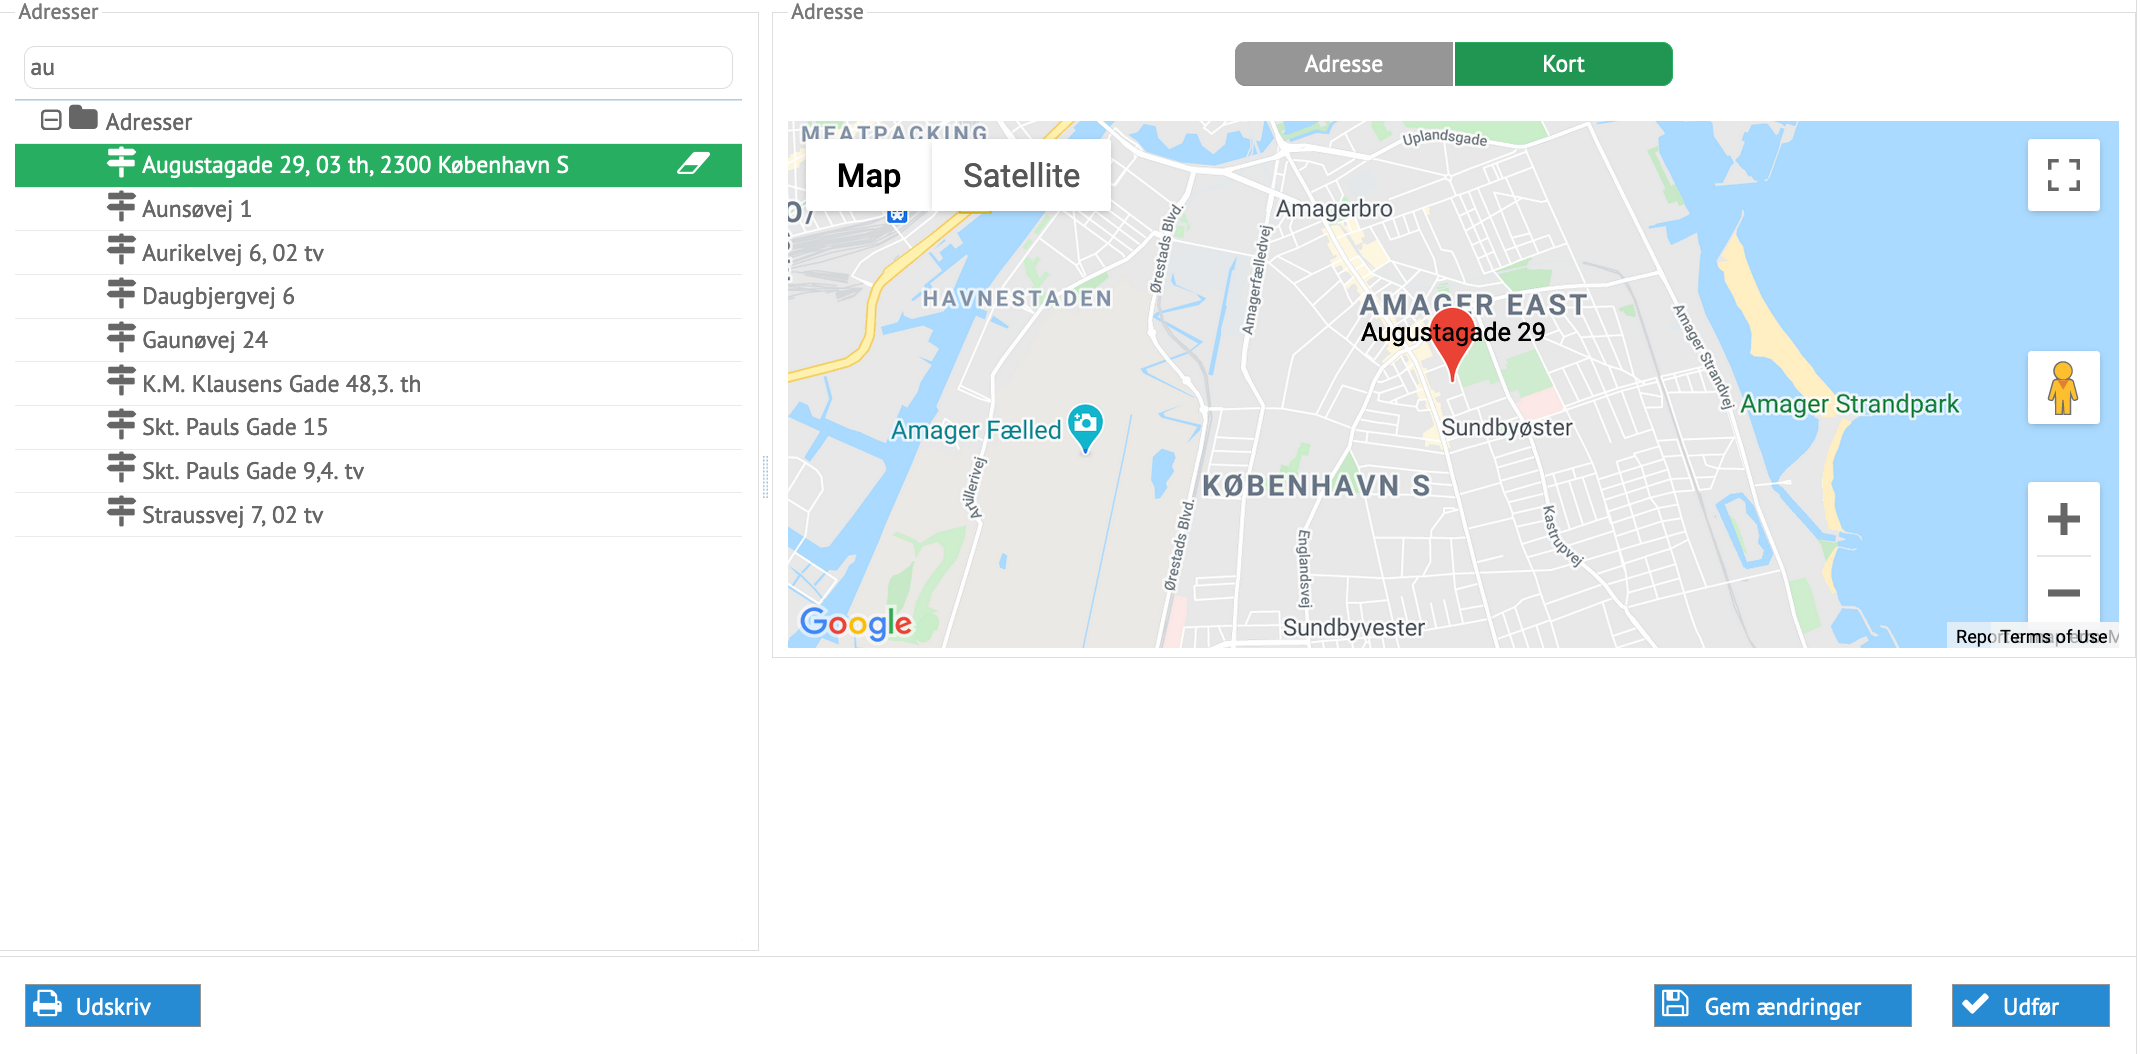 Adresser
au
Adresser
Augustagade 29, 03 th, 2300 København S
Aunsøvej 1
Aurikelvej 6, 02 tv
Daugbjergvej 6
Gaunøvej 24
K.M. Klausens Gade 48,3. th
Skt. Pauls Gade 15
Skt. Pauls Gade 9,4. tv
Straussvej 7, 02 tv
Adresse
Adresse
Kort
MEATPACKING
Uplandsgade
Map
Satellite
Amagerbro
Ørestads Blvd.
Amagerfælledvej
HAVNESTADEN
AMAGER EAST
Augustagade 29
Amager Strandvej
Amager Strandpark
Amager Fælled
Sundbyøster
KØBENHAVN S
Artillerivej
Ørestads Blvd.
Englandsvej
Kastrupvej
Google
Sundbyvester
Terms of Use
Udskriv
Gem ændringer
Udfør